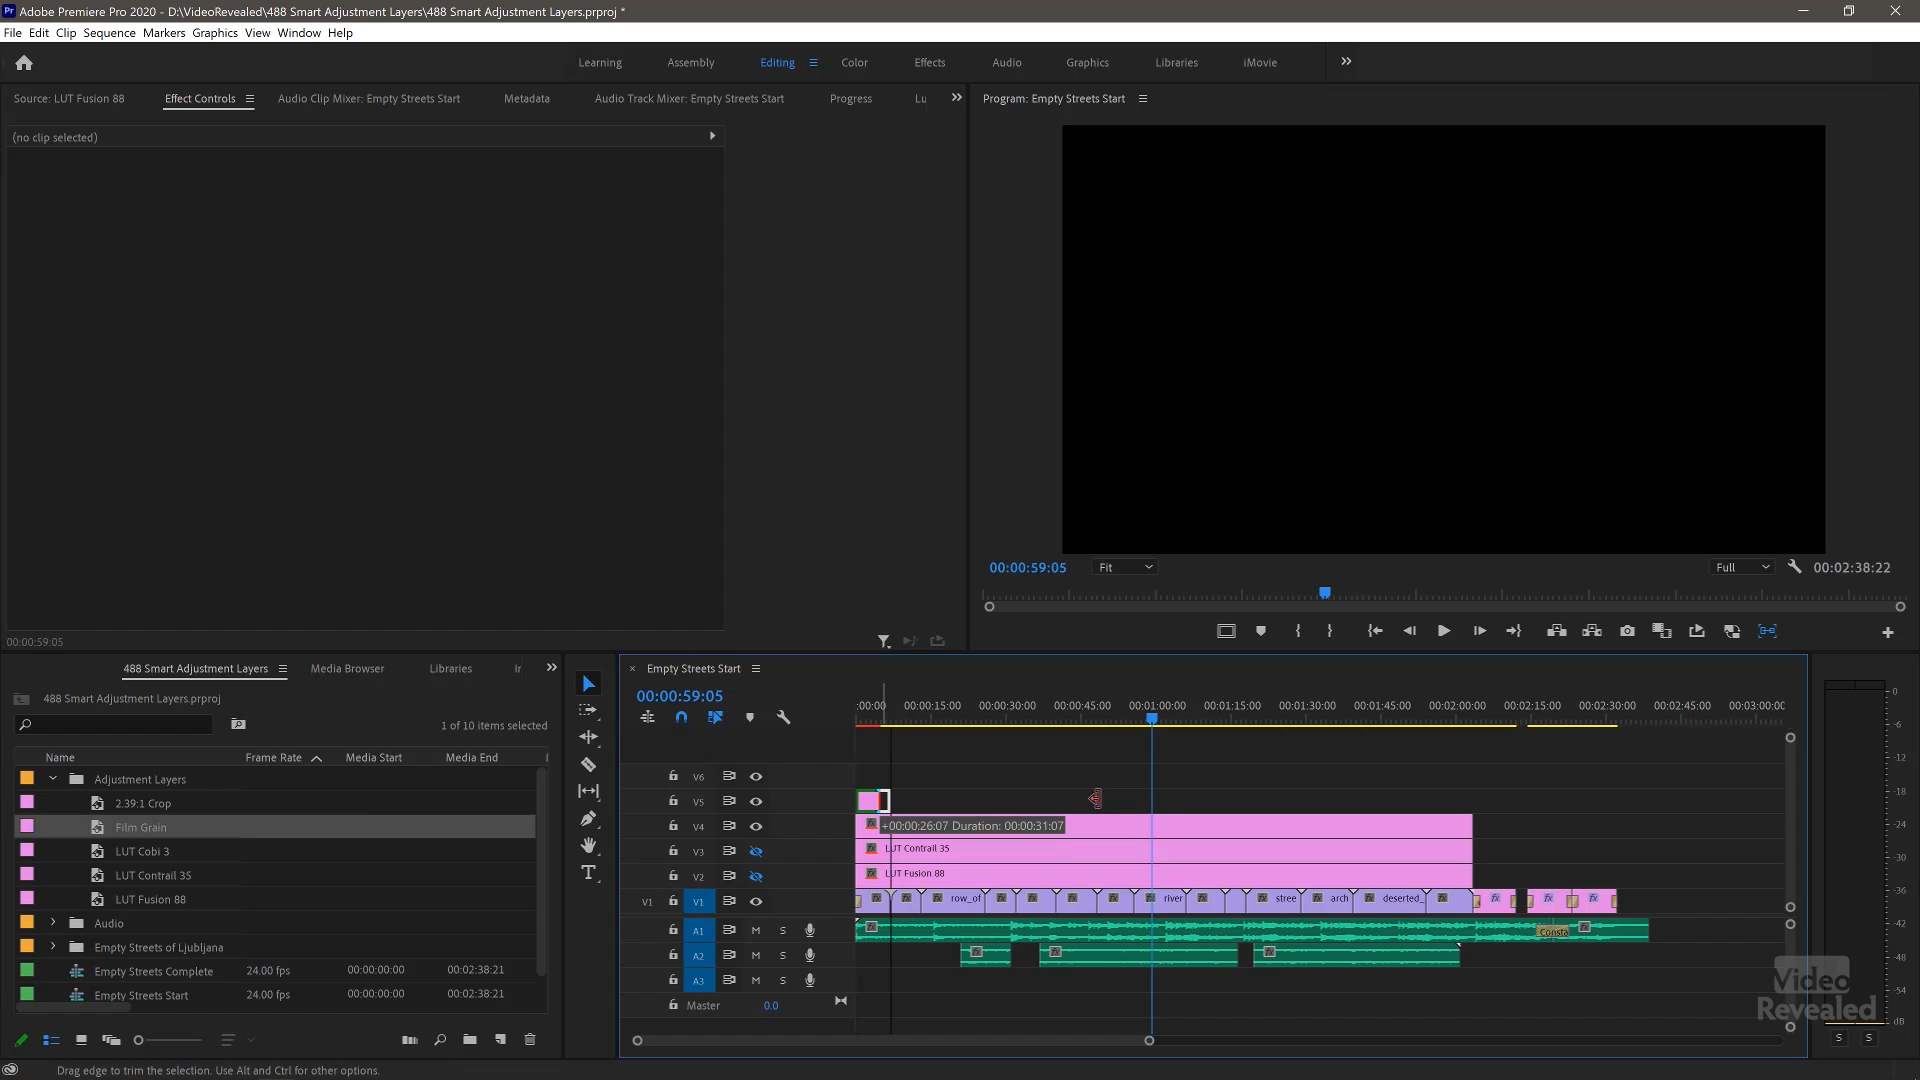 Adobe Premiere Pro 2020 - D:\VideoRevealed\488 Smart Adjustment Layers\488 Smart Adjustment Layers.prproj *
File Edit Clip Sequence Markers Graphics View Window Help
Learning Assembly Editing Color Effects Audio Graphics Libraries iMovie
Source: LUT Fusion 88 Effect Controls Audio Clip Mixer: Empty Streets Start Metadata Audio Track Mixer: Empty Streets Start Progress Lu
Program: Empty Streets Start
(no clip selected)
00:00:59:05 Fit Full 00:02:38:22
00:00:59:05
488 Smart Adjustment Layers Media Browser Libraries Ir
488 Smart Adjustment Layers.prproj
1 of 10 items selected
Name Frame Rate Media Start Media End
Adjustment Layers
2.39:1 Crop
Film Grain
LUT Cobi 3
LUT Contrail 35
LUT Fusion 88
Audio
Empty Streets of Ljubljana
Empty Streets Complete 24.00 fps 00:00:00:00 00:02:38:21
Empty Streets Start 24.00 fps 00:00:00:00 00:02:38:21
Empty Streets Start
00:00:59:05
:00:00 00:00:15:00 00:00:30:00 00:00:45:00 00:01:00:00 00:01:15:00 00:01:30:00 00:01:45:00 00:02:00:00 00:02:15:00 00:02:30:00 00:02:45:00 00:03:00:00
V6
V5
V4 +00:00:26:07 Duration: 00:00:31:07
V3 LUT Contrail 35
V2 LUT Fusion 88
V1 V1 row_of river stree arch deserted_
A1 M S Consta
A2 M S
A3 M S
Master 0.0
0
-6
-12
-18
-24
-30
-36
-42
-48
-54
dB
S S
Video
Revealed
Drag edge to trim the selection. Use Alt and Ctrl for other options.